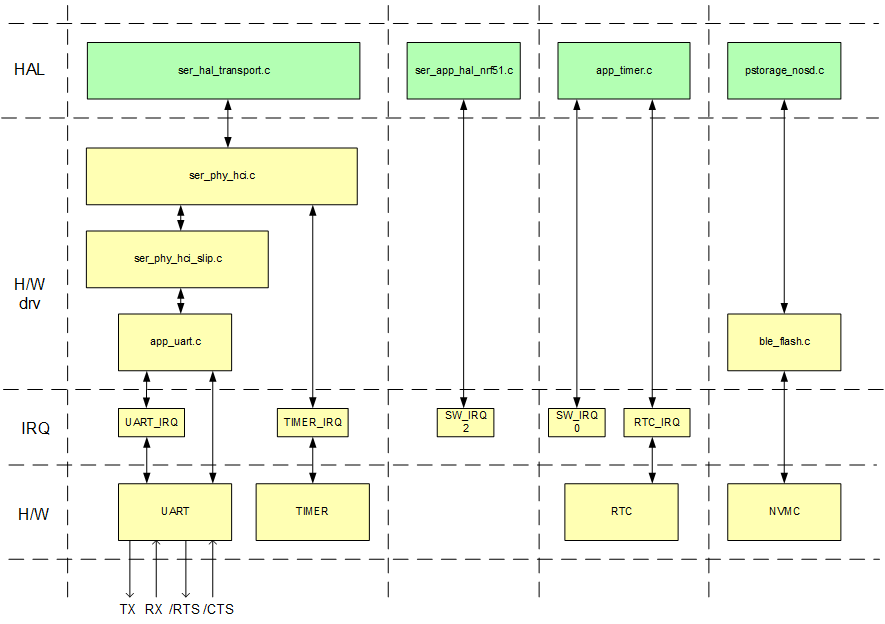 HAL
ser_hal_transport.c
ser_app_hal_nrf51.c
app_timer.c
pstorage_nosd.c
ser_phy_hci.c
H/W
drv
ser_phy_hci_slip.c
app_uart.c
ble_flash.c
IRQ
UART_IRQ
TIMER_IRQ
SW_IRQ
2
SW_IRQ
0
RTC_IRQ
H/W
UART
TIMER
RTC
NVMC
TX RX /RTS /CTS